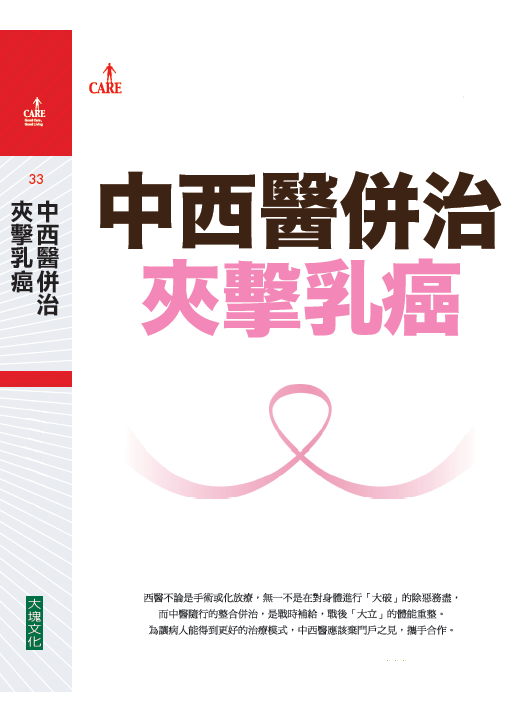 CARE
Good Care,
Good Living
33
中西醫併治
夾擊乳癌
大塊文化
CARE
中西醫併治
夾擊乳癌
西醫不論是手術或化放療，無一不是在對身體進行「大破」的除惡務盡，
而中醫隨行的整合併治，是戰時補給，戰後「大立」的體能重整。
為讓病人能得到更好的治療模式，中西醫應該棄門戶之見，攜手合作。